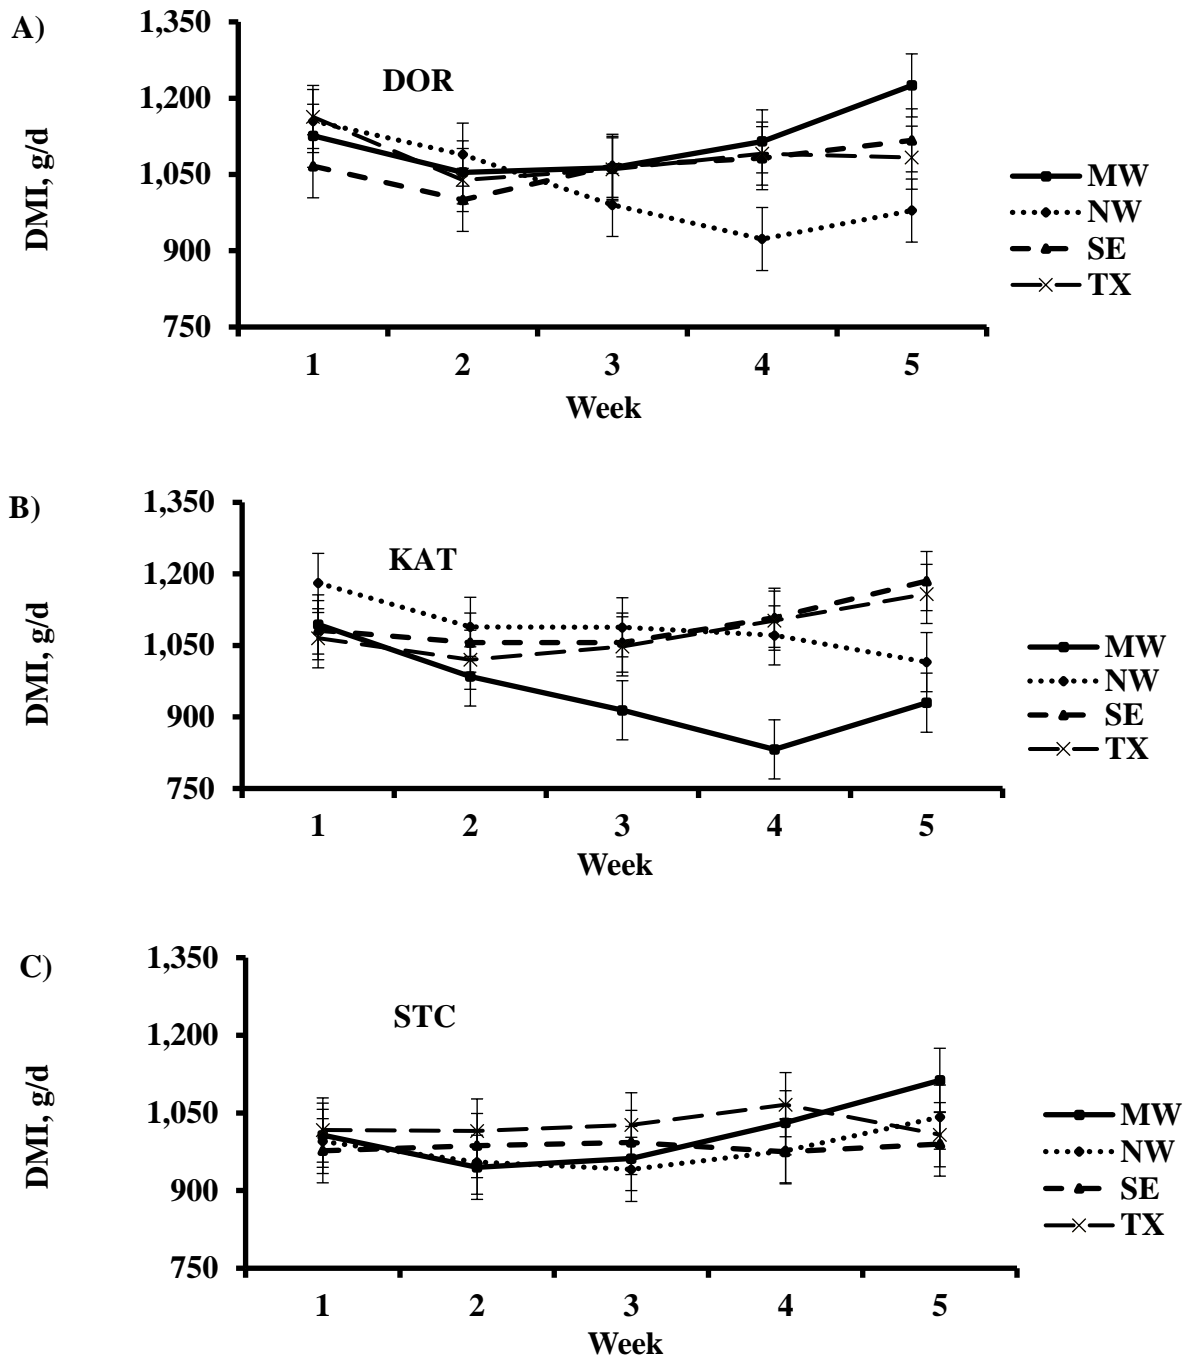 A)
DOR
DMI, g/d
1,350
1,200
1,050
900
750
1 2 3 4 5
Week
MW
NW
SE
TX
B)
KAT
DMI, g/d
1,350
1,200
1,050
900
750
1 2 3 4 5
Week
MW
NW
SE
TX
C)
STC
DMI, g/d
1,350
1,200
1,050
900
750
1 2 3 4 5
Week
MW
NW
SE
TX